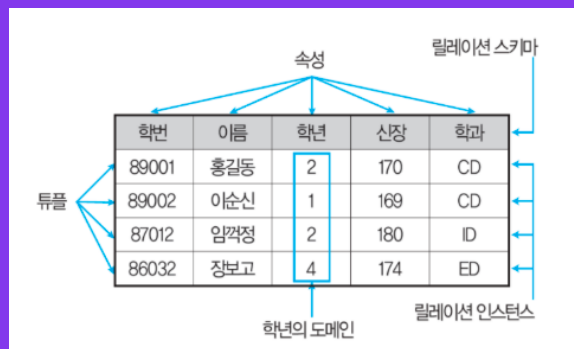 릴레이션 스키마
속성
학번 이름 학년 신장 학과
89001 홍길동 2 170 CD
튜플
89002 이순신 1 169 CD
87012 임꺽정 2 180 ID
86032 장보고 4 174 ED
릴레이션 인스턴스
학년의 도메인